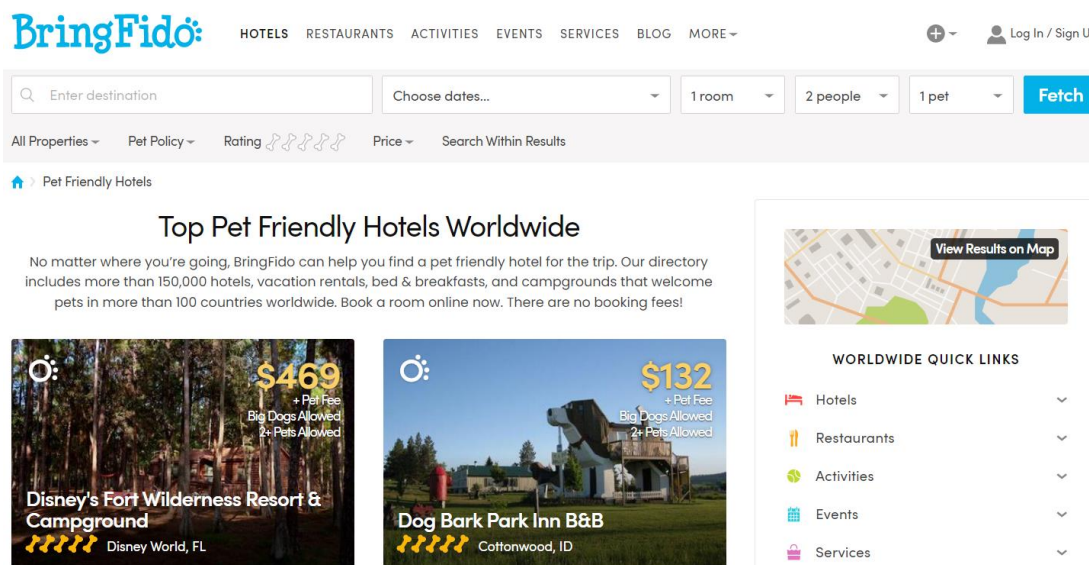 BringFido
HOTELS RESTAURANTS ACTIVITIES EVENTS SERVICES BLOG MORE
Log In / Sign U
Enter destination
Choose dates...
1 room
2 people
1 pet
Fetch
All Properties
Pet Policy
Rating
Price
Search Within Results
Pet Friendly Hotels
Top Pet Friendly Hotels Worldwide
No matter where you're going, BringFido can help you find a pet friendly hotel for the trip. Our directory
includes more than 150,000 hotels, vacation rentals, bed & breakfasts, and campgrounds that welcome
pets in more than 100 countries worldwide. Book a room online now. There are no booking fees!
$469
+ Pet Fee
Big Dogs Allowed
2+ Pets Allowed
Disney's Fort Wilderness Resort &
Campground
Disney World, FL
$132
+ Pet Fee
Big Dogs Allowed
2+ Pets Allowed
Dog Bark Park Inn B&B
Cottonwood, ID
View Results on Map
WORLDWIDE QUICK LINKS
Hotels
Restaurants
Activities
Events
Services